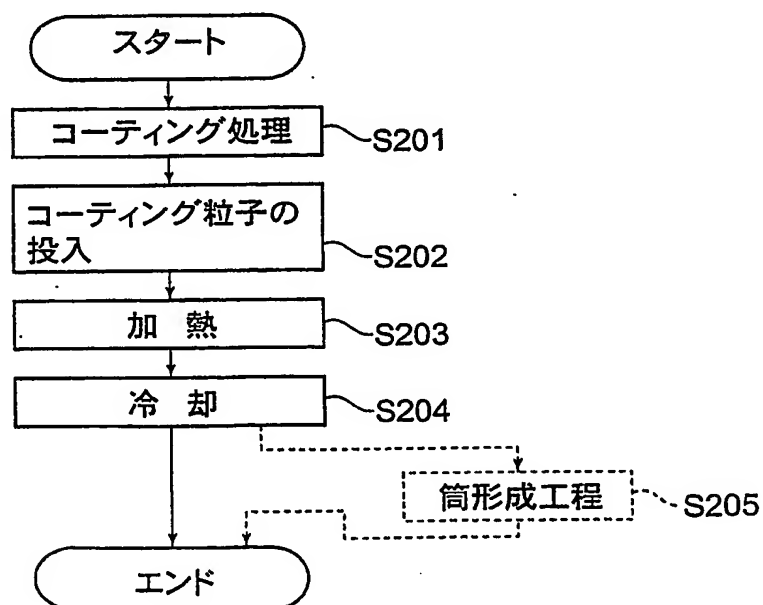 スタート
コーティング処理
S201
コーティング粒子の
投入
S202
加 熱
S203
冷 却
S204
筒形成工程
S205
エンド